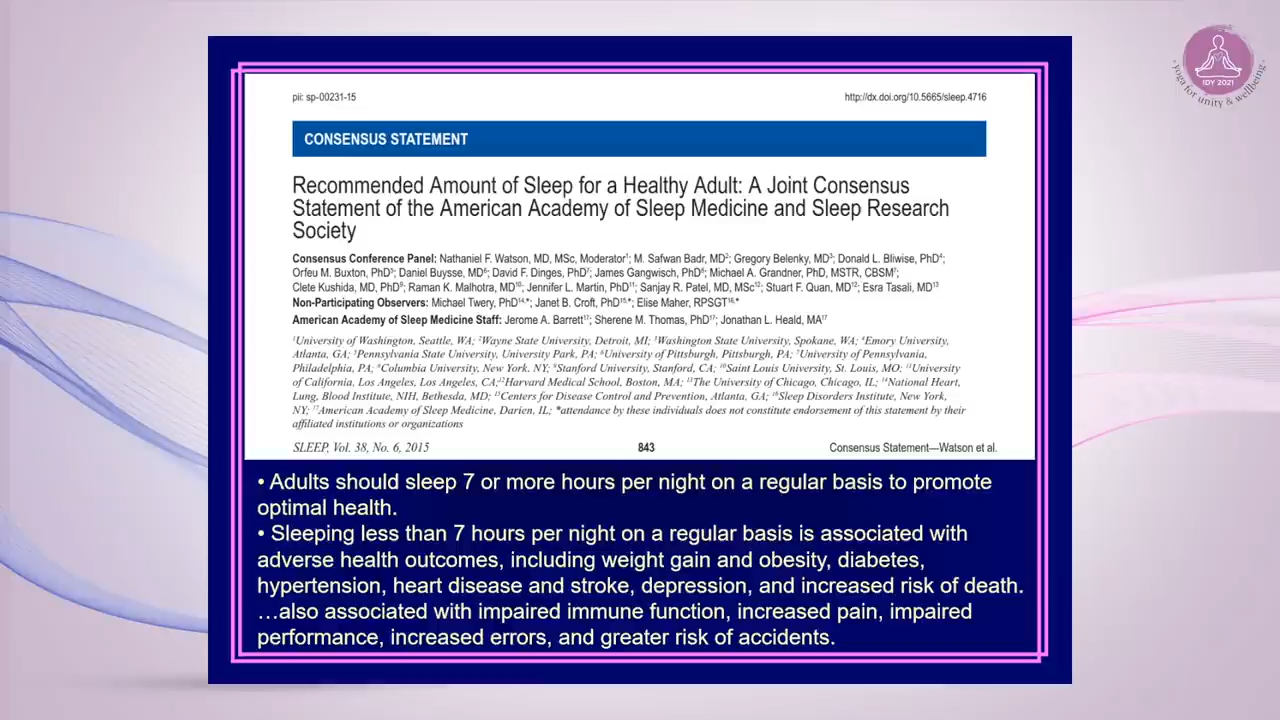 pii: sp-00231-15
http://dx.doi.org/10.5665/sleep.4716
IDY 2021
yoga for unity & wellbeing
CONSENSUS STATEMENT
Recommended Amount of Sleep for a Healthy Adult: A Joint Consensus
Statement of the American Academy of Sleep Medicine and Sleep Research
Society
Consensus Conference Panel: Nathaniel F. Watson, MD, MSc, Moderator¹; M. Safwan Badr, MD²; Gregory Belenky, MD³; Donald L. Bliwise, PhD⁴;
Orfeu M. Buxton, PhD⁵; Daniel Buysse, MD⁶; David F. Dinges, PhD⁷; James Gangwisch, PhD⁸; Michael A. Grandner, PhD, MSTR, CBSM⁷;
Clete Kushida, MD, PhD⁹; Raman K. Malhotra, MD¹⁰; Jennifer L. Martin, PhD¹¹; Sanjay R. Patel, MD, MSc¹²; Stuart F. Quan, MD¹²; Esra Tasali, MD¹³
Non-Participating Observers: Michael Twery, PhD¹⁴,*; Janet B. Croft, PhD¹⁵,*; Elise Maher, RPSGT¹⁶,*
American Academy of Sleep Medicine Staff: Jerome A. Barrett¹⁷; Sherene M. Thomas, PhD¹⁷; Jonathan L. Heald, MA¹⁷
¹University of Washington, Seattle, WA; ²Wayne State University, Detroit, MI; ³Washington State University, Spokane, WA; ⁴Emory University,
Atlanta, GA; ⁵Pennsylvania State University, University Park, PA; ⁶University of Pittsburgh, Pittsburgh, PA; ⁷University of Pennsylvania,
Philadelphia, PA; ⁸Columbia University, New York. NY; ⁹Stanford University, Stanford, CA; ¹⁰Saint Louis University, St. Louis, MO; ¹¹University
of California, Los Angeles, Los Angeles, CA;¹²Harvard Medical School, Boston, MA; ¹³The University of Chicago, Chicago, IL; ¹⁴National Heart,
Lung, Blood Institute, NIH, Bethesda, MD; ¹⁵Centers for Disease Control and Prevention, Atlanta, GA; ¹⁶Sleep Disorders Institute, New York,
NY; ¹⁷American Academy of Sleep Medicine, Darien, IL; *attendance by these individuals does not constitute endorsement of this statement by their
affiliated institutions or organizations
SLEEP, Vol. 38, No. 6, 2015
843
Consensus Statement—Watson et al.
• Adults should sleep 7 or more hours per night on a regular basis to promote
optimal health.
• Sleeping less than 7 hours per night on a regular basis is associated with
adverse health outcomes, including weight gain and obesity, diabetes,
hypertension, heart disease and stroke, depression, and increased risk of death.
…also associated with impaired immune function, increased pain, impaired
performance, increased errors, and greater risk of accidents.